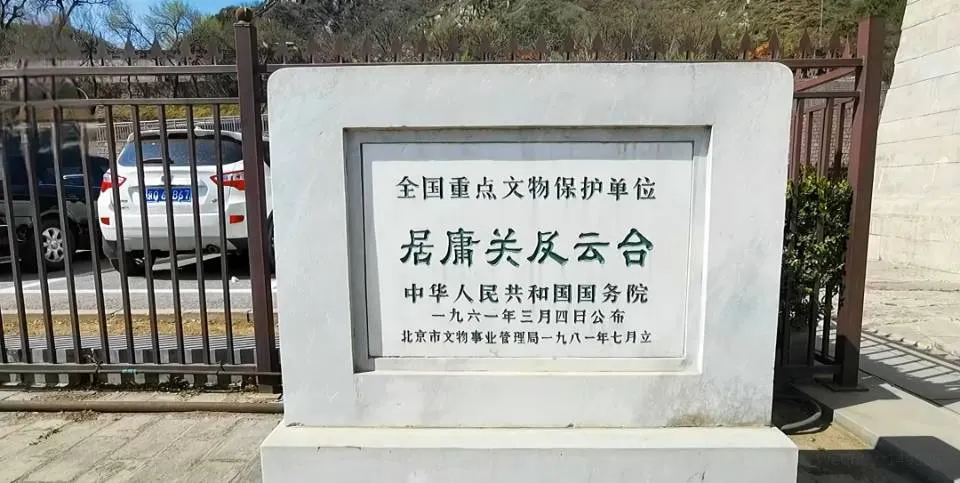 全国重点文物保护单位
居庸关及云台
中华人民共和国国务院
一九六一年三月四日公布
北京市文物事业管理局一九八一年七月立